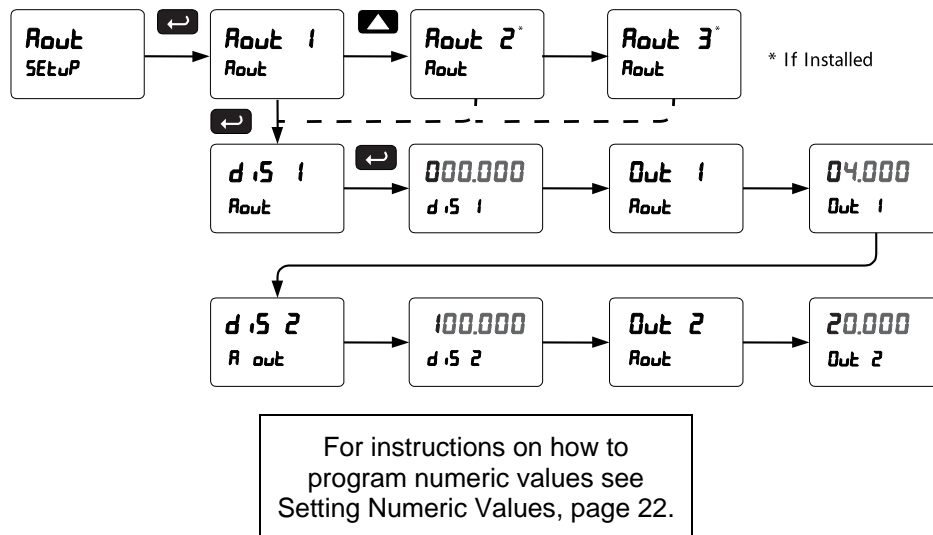 Aout
SEtuP
Aout 1
Aout
Aout 2*
Aout
Aout 3*
Aout
* If Installed
diS 1
Aout
000.000
diS 1
Out 1
Aout
04.000
Out 1
diS 2
A out
100.000
diS 2
Out 2
Aout
20.000
Out 2
For instructions on how to
program numeric values see
Setting Numeric Values, page 22.